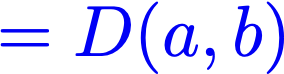 = D(a, b)